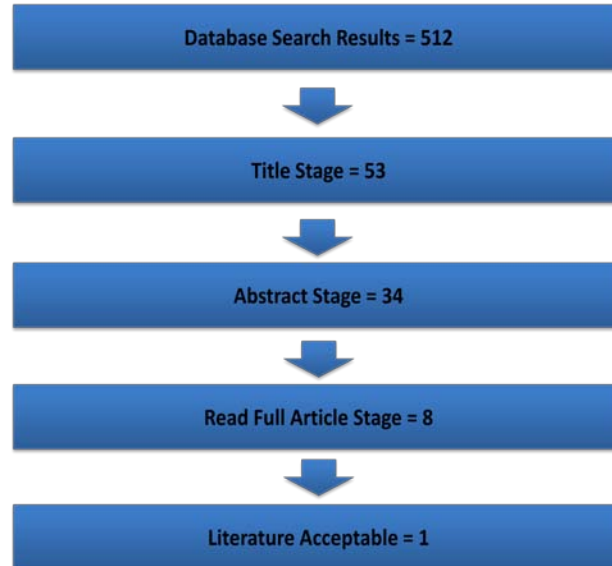 Database Search Results = 512
Title Stage = 53
Abstract Stage = 34
Read Full Article Stage = 8
Literature Acceptable = 1